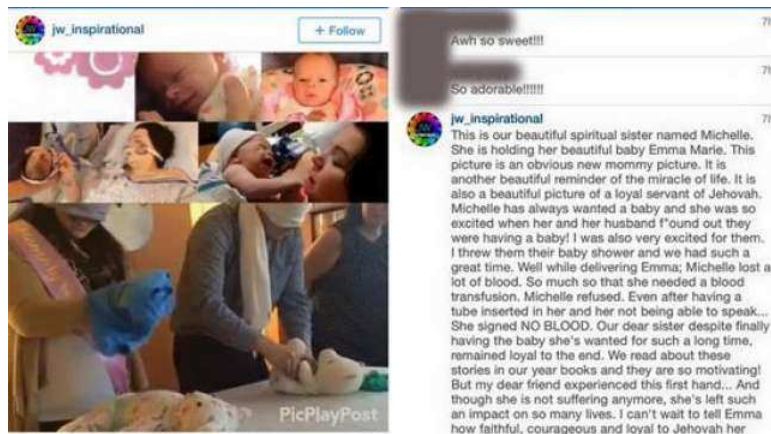 jw_inspirational
+ Follow
PicPlayPost
Awh so sweet!!!
So adorable!!!!!!
jw_inspirational
This is our beautiful spiritual sister named Michelle.
She is holding her beautiful baby Emma Marie. This
picture is an obvious new mommy picture. It is
another beautiful reminder of the miracle of life. It is
also a beautiful picture of a loyal servant of Jehovah.
Michelle has always wanted a baby and she was so
excited when her and her husband f"ound out they
were having a baby! I was also very excited for them.
I threw them their baby shower and we had such a
great time. Well while delivering Emma; Michelle lost a
lot of blood. So much so that she needed a blood
transfusion. Michelle refused. Even after having a
tube inserted in her and her not being able to speak...
She signed NO BLOOD. Our dear sister despite finally
having the baby she's wanted for such a long time,
remained loyal to the end. We read about these
stories in our year books and they are so motivating!
But my dear friend experienced this first hand... And
though she is not suffering anymore, she's left such
an impact on so many lives. I can't wait to tell Emma
how faithful, courageous and loyal to Jehovah her